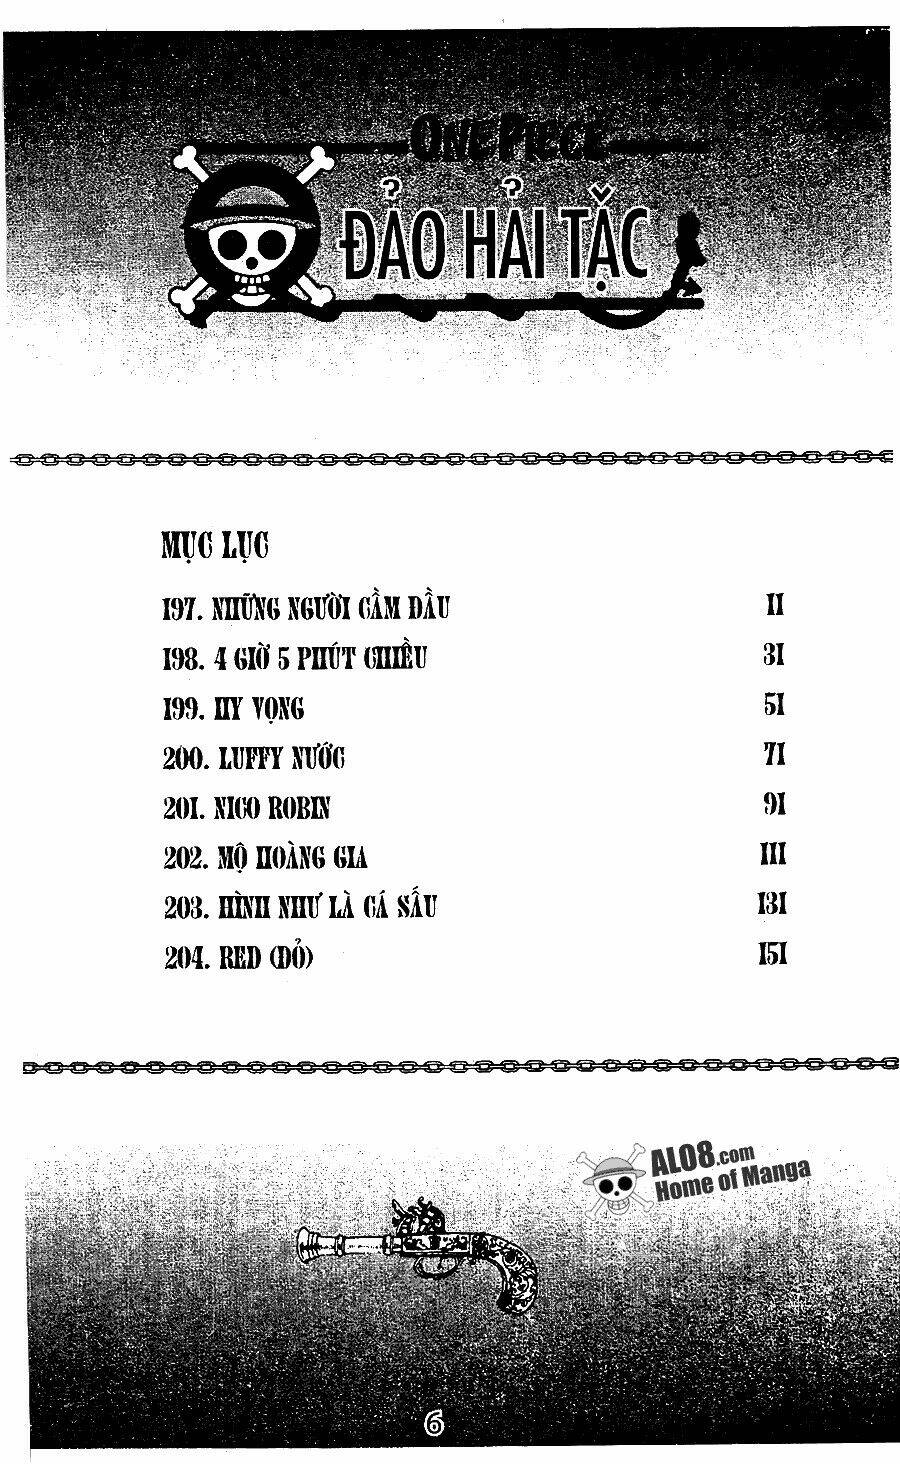 ONE PIECE
ĐẢO HẢI TẶC
MỤC LỤC
197. NHỮNG NGƯỜI CẦM ĐẦU 11
198. 4 GIỜ 5 PHÚT CHIỀU 31
199. HY VỌNG 51
200. LUFFY NƯỚC 71
201. NICO ROBIN 91
202. MỘ HOÀNG GIA 111
203. HÌNH NHƯ LÀ CÁ SẤU 131
204. RED (ĐỎ) 151
ALO8.com
Home of Manga
6